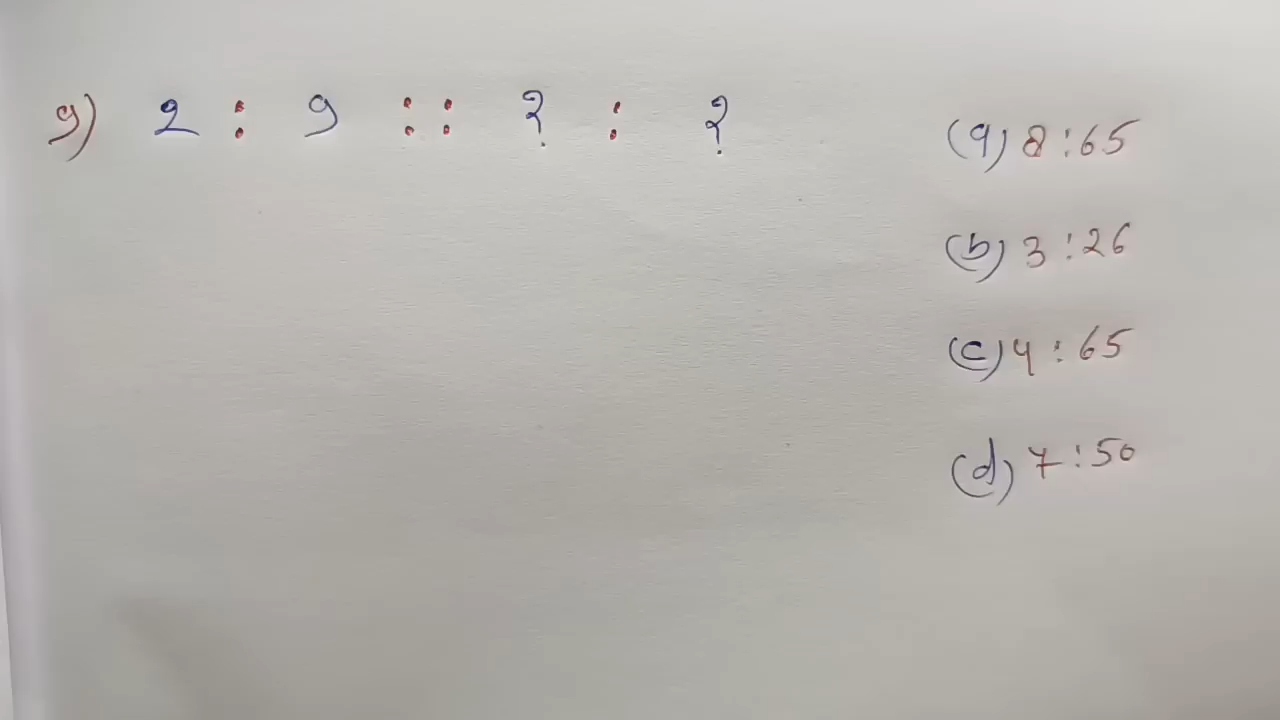 9) 2 : 9 :: ? : ?
(a) 8:65
(b) 3:26
(c) 4:65
(d) 7:50